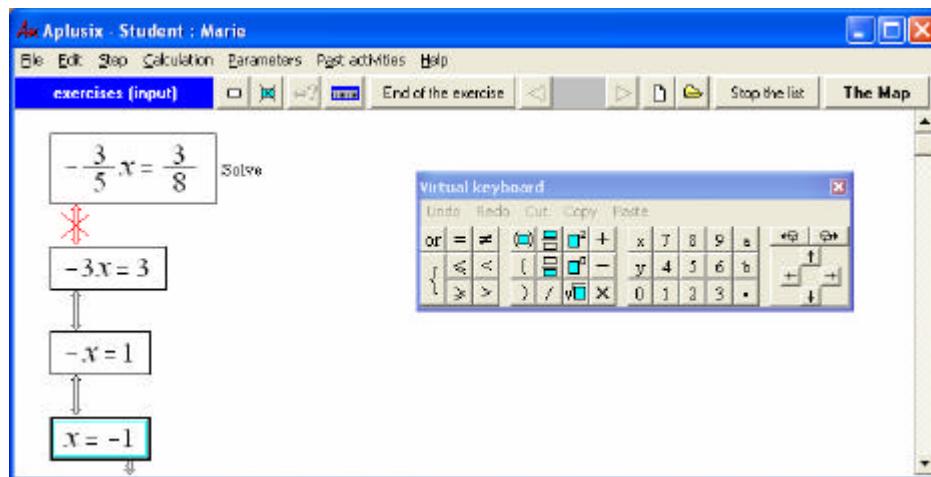 Aplusix - Student : Marie
File Edit Step Calculation Parameters Past activities Help
exercises (input) End of the exercise Stop the list The Map
-3/5 x = 3/8 Solve
Virtual keyboard
Undo Redo Cut Copy Paste
or = ≠ ( ) □² + x 7 8 9 a
{ ⩽ < ( □ⁿ − y 4 5 6 b
⩾ > ) / √□ × 0 1 2 3 .
-3x = 3
-x = 1
x = -1